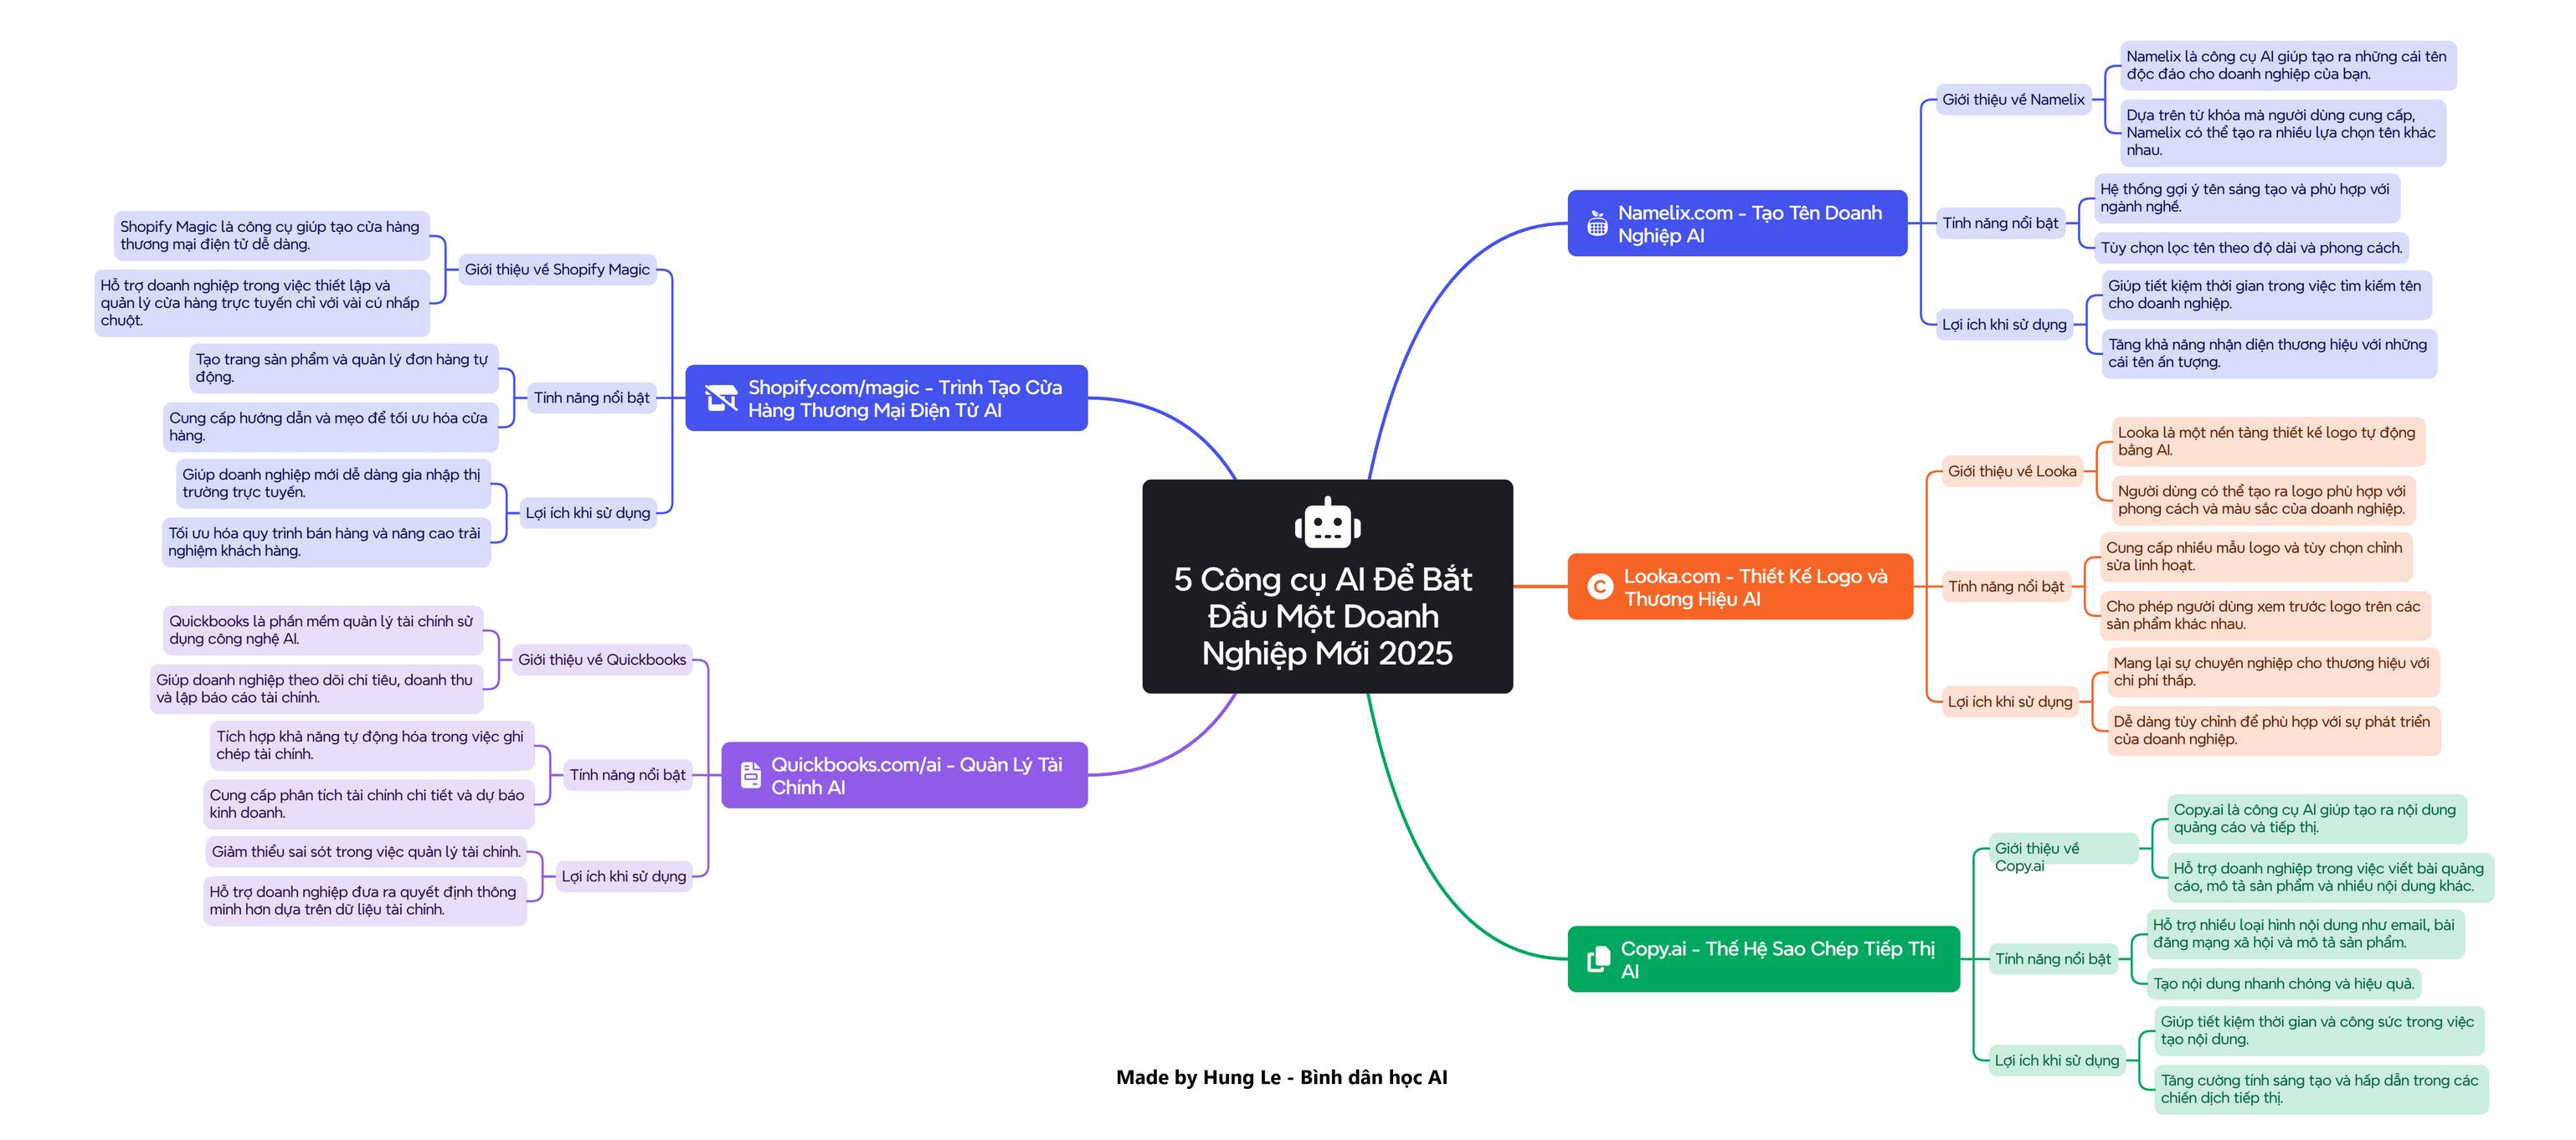 5 Công cụ AI Để Bắt
Đầu Một Doanh
Nghiệp Mới 2025
Namelix.com - Tạo Tên Doanh
Nghiệp AI
Giới thiệu về Namelix
Namelix là công cụ AI giúp tạo ra những cái tên
độc đáo cho doanh nghiệp của bạn.
Dựa trên từ khóa mà người dùng cung cấp,
Namelix có thể tạo ra nhiều lựa chọn tên khác
nhau.
Tính năng nổi bật
Hệ thống gợi ý tên sáng tạo và phù hợp với
ngành nghề.
Tùy chọn lọc tên theo độ dài và phong cách.
Lợi ích khi sử dụng
Giúp tiết kiệm thời gian trong việc tìm kiếm tên
cho doanh nghiệp.
Tăng khả năng nhận diện thương hiệu với những
cái tên ấn tượng.
Looka.com - Thiết Kế Logo và
Thương Hiệu AI
Giới thiệu về Looka
Looka là một nền tảng thiết kế logo tự động
bằng AI.
Người dùng có thể tạo ra logo phù hợp với
phong cách và màu sắc của doanh nghiệp.
Tính năng nổi bật
Cung cấp nhiều mẫu logo và tùy chọn chỉnh
sửa linh hoạt.
Cho phép người dùng xem trước logo trên các
sản phẩm khác nhau.
Lợi ích khi sử dụng
Mang lại sự chuyên nghiệp cho thương hiệu với
chi phí thấp.
Dễ dàng tùy chỉnh để phù hợp với sự phát triển
của doanh nghiệp.
Copy.ai - Thế Hệ Sao Chép Tiếp Thị
AI
Giới thiệu về
Copy.ai
Copy.ai là công cụ AI giúp tạo ra nội dung
quảng cáo và tiếp thị.
Hỗ trợ doanh nghiệp trong việc viết bài quảng
cáo, mô tả sản phẩm và nhiều nội dung khác.
Tính năng nổi bật
Hỗ trợ nhiều loại hình nội dung như email, bài
đăng mạng xã hội và mô tả sản phẩm.
Tạo nội dung nhanh chóng và hiệu quả.
Lợi ích khi sử dụng
Giúp tiết kiệm thời gian và công sức trong việc
tạo nội dung.
Tăng cường tính sáng tạo và hấp dẫn trong các
chiến dịch tiếp thị.
Shopify.com/magic - Trình Tạo Cửa
Hàng Thương Mại Điện Tử AI
Giới thiệu về Shopify Magic
Shopify Magic là công cụ giúp tạo cửa hàng
thương mại điện tử dễ dàng.
Hỗ trợ doanh nghiệp trong việc thiết lập và
quản lý cửa hàng trực tuyến chỉ với vài cú nhấp
chuột.
Tính năng nổi bật
Tạo trang sản phẩm và quản lý đơn hàng tự
động.
Cung cấp hướng dẫn và mẹo để tối ưu hóa cửa
hàng.
Lợi ích khi sử dụng
Giúp doanh nghiệp mới dễ dàng gia nhập thị
trường trực tuyến.
Tối ưu hóa quy trình bán hàng và nâng cao trải
nghiệm khách hàng.
Quickbooks.com/ai - Quản Lý Tài
Chính AI
Giới thiệu về Quickbooks
Quickbooks là phần mềm quản lý tài chính sử
dụng công nghệ AI.
Giúp doanh nghiệp theo dõi chi tiêu, doanh thu
và lập báo cáo tài chính.
Tính năng nổi bật
Tích hợp khả năng tự động hóa trong việc ghi
chép tài chính.
Cung cấp phân tích tài chính chi tiết và dự báo
kinh doanh.
Lợi ích khi sử dụng
Giảm thiểu sai sót trong việc quản lý tài chính.
Hỗ trợ doanh nghiệp đưa ra quyết định thông
minh hơn dựa trên dữ liệu tài chính.
Made by Hung Le - Bình dân học AI